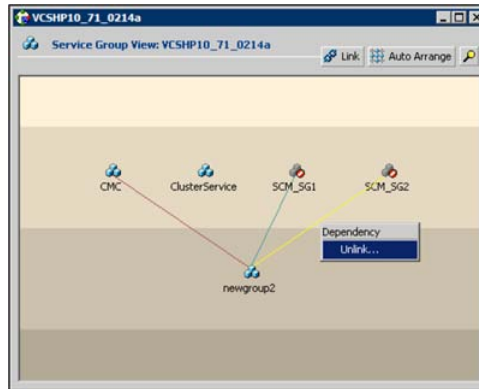 VCSHP10_71_0214a
Service Group View: VCSHP10_71_0214a
Link
Auto Arrange
CMC
ClusterService
SCM_SG1
SCM_SG2
Dependency
Unlink...
newgroup2